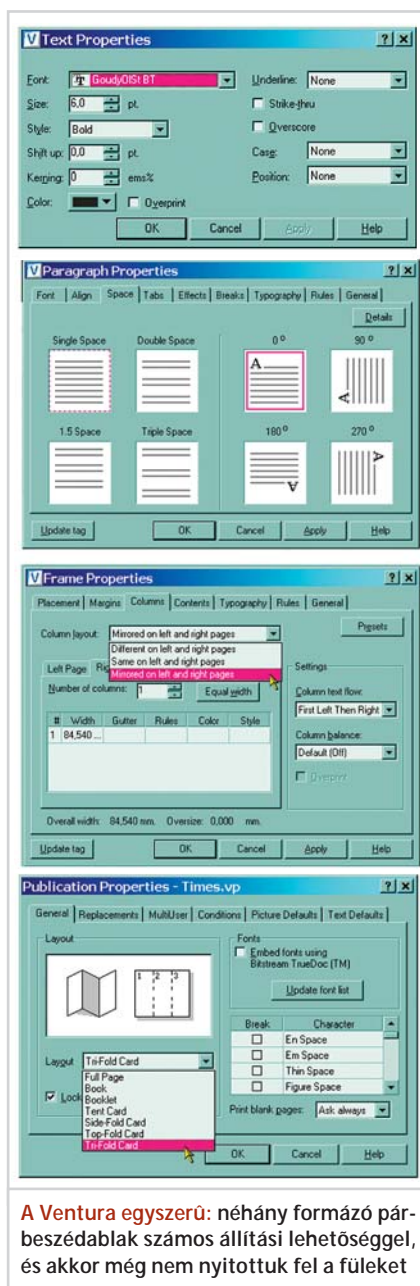 V Text Properties ? x
Font: GoudyOlSt BT Underline: None
Size: 6,0 pt. Strike-thru
Style: Bold Overscore
Shift up: 0,0 pt. Case: None
Kerning: 0 ems% Position: None
Color: Overprint
OK Cancel Apply Help
V Paragraph Properties ? x
Font Align Space Tabs Effects Breaks Typography Rules General
Details
Single Space Double Space 0° 90°
A A
1.5 Space Triple Space 180° 270°
A A
Update tag OK Cancel Apply Help
V Frame Properties ? x
Placement Margins Columns Contents Typography Rules General
Column layout: Mirrored on left and right pages Presets
Different on left and right pages
Same on left and right pages
Mirrored on left and right pages
Left Page Settings
Number of columns: 1 Equal width Column text flow:
First Left Then Right
# Width Gutter Rules Color Style
1 84,540 ...
Column balance:
Default (Off)
Overprint
Overall width: 84,540 mm. Oversize: 0,000 mm.
Update tag OK Cancel Apply Help
Publication Properties - Times.vp ? x
General Replacements MultiUser Conditions Picture Defaults Text Defaults
Layout Fonts
Embed fonts using
Bitstream TrueDoc (TM)
1 2 3
Update font list
Break Character
En Space
Em Space
Thin Space
Figure Space
Layout Tri-Fold Card
Full Page
Book
Booklet
Tent Card
Side-Fold Card
Top-Fold Card
Tri-Fold Card
Lock
Print blank pages: Ask always
OK Cancel Help
A Ventura egyszerû: néhány formázó pár-
beszédablak számos állítási lehetõséggel,
és akkor még nem nyitottuk fel a füleket